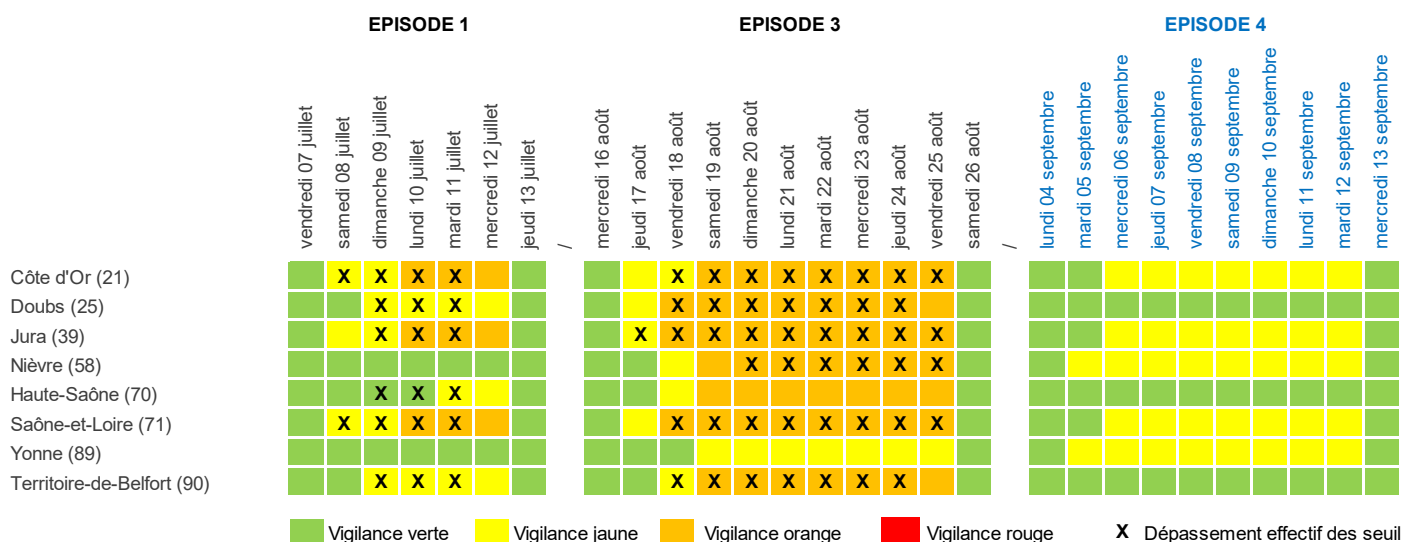 EPISODE 1 EPISODE 3 EPISODE 4
vendredi 07 juillet
samedi 08 juillet
dimanche 09 juillet
lundi 10 juillet
mardi 11 juillet
mercredi 12 juillet
jeudi 13 juillet
/
mercredi 16 août
jeudi 17 août
vendredi 18 août
samedi 19 août
dimanche 20 août
lundi 21 août
mardi 22 août
mercredi 23 août
jeudi 24 août
vendredi 25 août
samedi 26 août
/
lundi 04 septembre
mardi 05 septembre
mercredi 06 septembre
jeudi 07 septembre
vendredi 08 septembre
samedi 09 septembre
dimanche 10 septembre
lundi 11 septembre
mardi 12 septembre
mercredi 13 septembre
Côte d'Or (21) X X X X X X X X X X X X
Doubs (25) X X X X X X X X X X
Jura (39) X X X X X X X X X X X X
Nièvre (58) X X X X X X
Haute-Saône (70) X X X
Saône-et-Loire (71) X X X X X X X X X X X X
Yonne (89)
Territoire-de-Belfort (90) X X X X X X X X X X
Vigilance verte Vigilance jaune Vigilance orange Vigilance rouge X Dépassement effectif des seuil